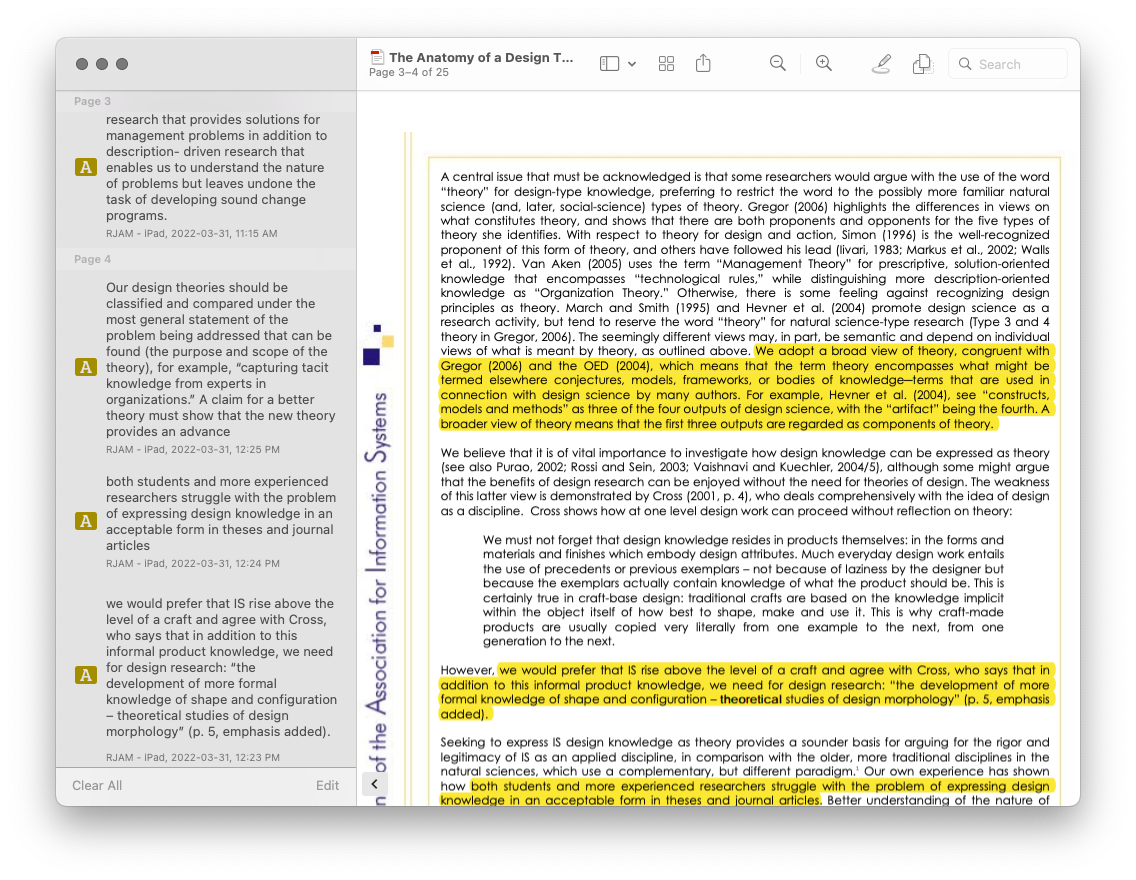 The Anatomy of a Design T...
Page 3–4 of 25
Search
Page 3
research that provides solutions for
management problems in addition to
description- driven research that
enables us to understand the nature
of problems but leaves undone the
task of developing sound change
programs.
RJAM - iPad, 2022-03-31, 11:15 AM
Page 4
Our design theories should be
classified and compared under the
most general statement of the
problem being addressed that can be
found (the purpose and scope of the
theory), for example, “capturing tacit
knowledge from experts in
organizations.” A claim for a better
theory must show that the new theory
provides an advance
RJAM - iPad, 2022-03-31, 12:25 PM
both students and more experienced
researchers struggle with the problem
of expressing design knowledge in an
acceptable form in theses and journal
articles
RJAM - iPad, 2022-03-31, 12:24 PM
we would prefer that IS rise above the
level of a craft and agree with Cross,
who says that in addition to this
informal product knowledge, we need
for design research: “the
development of more formal
knowledge of shape and configuration
– theoretical studies of design
morphology” (p. 5, emphasis added).
RJAM - iPad, 2022-03-31, 12:23 PM
Clear All
Edit
n of the Association for Information Systems
A central issue that must be acknowledged is that some researchers would argue with the use of the word
“theory” for design-type knowledge, preferring to restrict the word to the possibly more familiar natural
science (and, later, social-science) types of theory. Gregor (2006) highlights the differences in views on
what constitutes theory, and shows that there are both proponents and opponents for the five types of
theory she identifies. With respect to theory for design and action, Simon (1996) is the well-recognized
proponent of this form of theory, and others have followed his lead (Iivari, 1983; Markus et al., 2002; Walls
et al., 1992). Van Aken (2005) uses the term “Management Theory” for prescriptive, solution-oriented
knowledge that encompasses “technological rules,” while distinguishing more description-oriented
knowledge as “Organization Theory.” Otherwise, there is some feeling against recognizing design
principles as theory. March and Smith (1995) and Hevner et al. (2004) promote design science as a
research activity, but tend to reserve the word “theory” for natural science-type research (Type 3 and 4
theory in Gregor, 2006). The seemingly different views may, in part, be semantic and depend on individual
views of what is meant by theory, as outlined above. We adopt a broad view of theory, congruent with
Gregor (2006) and the OED (2004), which means that the term theory encompasses what might be
termed elsewhere conjectures, models, frameworks, or bodies of knowledge—terms that are used in
connection with design science by many authors. For example, Hevner et al. (2004), see “constructs,
models and methods” as three of the four outputs of design science, with the “artifact” being the fourth. A
broader view of theory means that the first three outputs are regarded as components of theory.
We believe that it is of vital importance to investigate how design knowledge can be expressed as theory
(see also Purao, 2002; Rossi and Sein, 2003; Vaishnavi and Kuechler, 2004/5), although some might argue
that the benefits of design research can be enjoyed without the need for theories of design. The weakness
of this latter view is demonstrated by Cross (2001, p. 4), who deals comprehensively with the idea of design
as a discipline. Cross shows how at one level design work can proceed without reflection on theory:
We must not forget that design knowledge resides in products themselves: in the forms and
materials and finishes which embody design attributes. Much everyday design work entails
the use of precedents or previous exemplars – not because of laziness by the designer but
because the exemplars actually contain knowledge of what the product should be. This is
certainly true in craft-base design: traditional crafts are based on the knowledge implicit
within the object itself of how best to shape, make and use it. This is why craft-made
products are usually copied very literally from one example to the next, from one
generation to the next.
However, we would prefer that IS rise above the level of a craft and agree with Cross, who says that in
addition to this informal product knowledge, we need for design research: “the development of more
formal knowledge of shape and configuration – theoretical studies of design morphology” (p. 5, emphasis
added).
Seeking to express IS design knowledge as theory provides a sounder basis for arguing for the rigor and
legitimacy of IS as an applied discipline, in comparison with the older, more traditional disciplines in the
natural sciences, which use a complementary, but different paradigm.¹ Our own experience has shown
how both students and more experienced researchers struggle with the problem of expressing design
knowledge in an acceptable form in theses and journal articles. Better understanding of the nature of